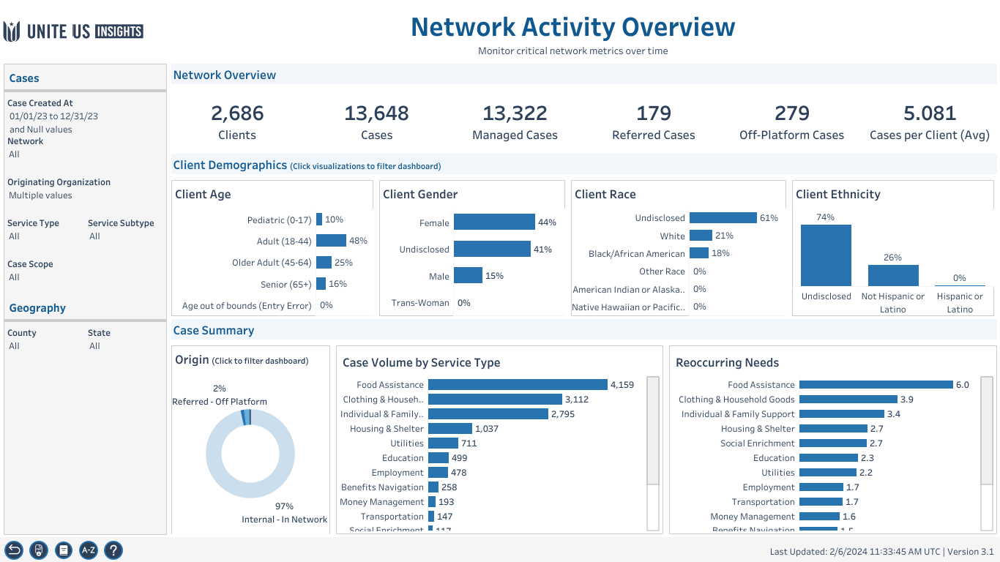 UNITE US INSIGHTS
Network Activity Overview
Monitor critical network metrics over time
Cases
Case Created At
01/01/23 to 12/31/23
and Null values
Network
All
Originating Organization
Multiple values
Service Type Service Subtype
All All
Case Scope
All
Geography
County State
All All
Network Overview
2,686 13,648 13,322 179 279 5.081
Clients Cases Managed Cases Referred Cases Off-Platform Cases Cases per Client (Avg)
Client Demographics (Click visualizations to filter dashboard)
Client Age
Pediatric (0-17) 10%
Adult (18-44) 48%
Older Adult (45-64) 25%
Senior (65+) 16%
Age out of bounds (Entry Error) 0%
Client Gender
Female 44%
Undisclosed 41%
Male 15%
Trans-Woman 0%
Client Race
Undisclosed 61%
White 21%
Black/African American 18%
Other Race 0%
American Indian or Alaska.. 0%
Native Hawaiian or Pacific.. 0%
Client Ethnicity
74%
26%
0%
Undisclosed Not Hispanic or Hispanic or
Latino Latino
Case Summary
Origin (Click to filter dashboard)
2%
Referred - Off Platform
97%
Internal - In Network
Case Volume by Service Type
Food Assistance 4,159
Clothing & Househ.. 3,112
Individual & Family.. 2,795
Housing & Shelter 1,037
Utilities 711
Education 499
Employment 478
Benefits Navigation 258
Money Management 193
Transportation 147
Social Enrichment 117
Reoccurring Needs
Food Assistance 6.0
Clothing & Household Goods 3.9
Individual & Family Support 3.4
Housing & Shelter 2.7
Social Enrichment 2.7
Education 2.3
Utilities 2.2
Employment 1.7
Transportation 1.7
Money Management 1.6
Benefits Navigation 1.5
A-Z ?
Last Updated: 2/6/2024 11:33:45 AM UTC | Version 3.1